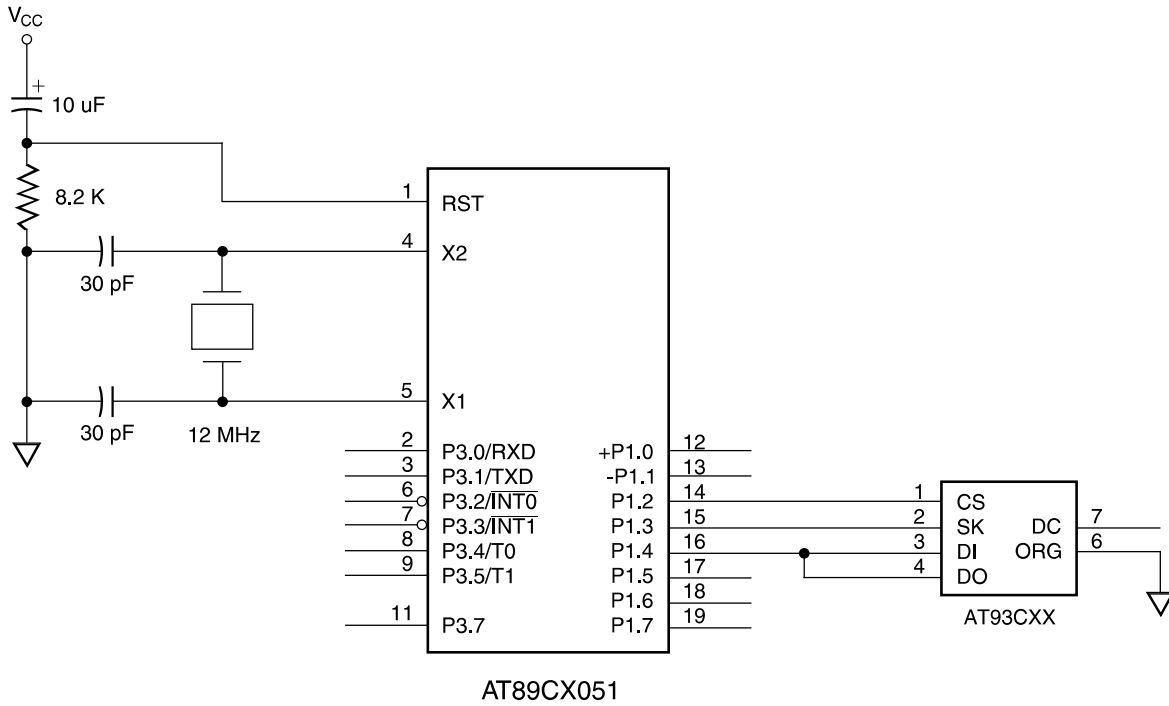 VCC
+
10 uF
8.2 K
30 pF
30 pF
12 MHz
1 RST
4 X2
5 X1
2 P3.0/RXD
3 P3.1/TXD
6 P3.2/INT0
7 P3.3/INT1
8 P3.4/T0
9 P3.5/T1
11 P3.7
+P1.0 12
-P1.1 13
P1.2 14
P1.3 15
P1.4 16
P1.5 17
P1.6 18
P1.7 19
AT89CX051
1 CS
2 SK DC 7
3 DI ORG 6
4 DO
AT93CXX